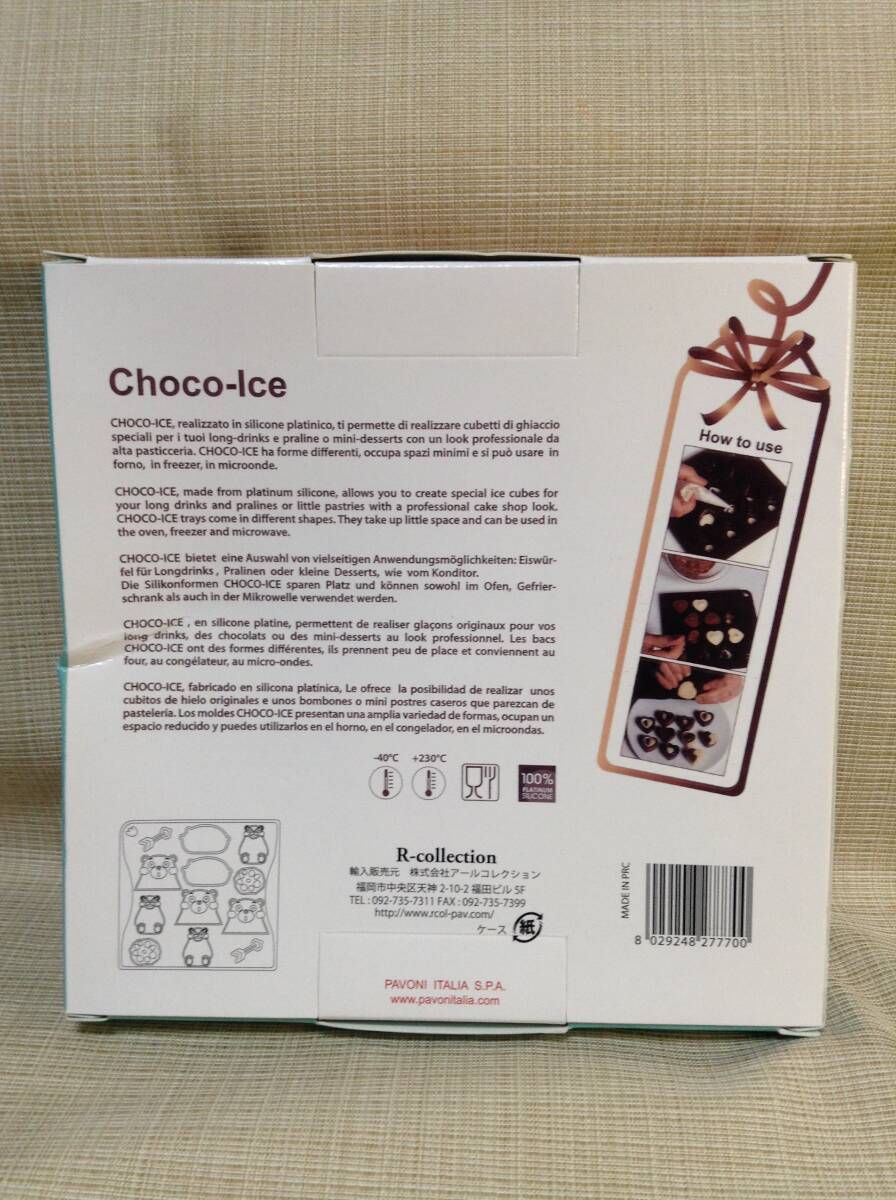 Choco-Ice
CHOCO-ICE, realizzato in silicone platinico, ti permette di realizzare cubetti di ghiaccio
speciali per i tuoi long-drinks e praline o mini-desserts con un look professionale da
alta pasticceria. CHOCO-ICE ha forme differenti, occupa spazi minimi e si può usare in
forno, in freezer, in microonde.
CHOCO-ICE, made from platinum silicone, allows you to create special ice cubes for
your long drinks and pralines or little pastries with a professional cake shop look.
CHOCO-ICE trays come in different shapes. They take up little space and can be used in
the oven, freezer and microwave.
CHOCO-ICE bietet eine Auswahl von vielseitigen Anwendungsmöglichkeiten: Eiswür-
fel für Longdrinks, Pralinen oder kleine Desserts, wie vom Konditor.
Die Silikonformen CHOCO-ICE sparen Platz und können sowohl im Ofen, Gefrier-
schrank als auch in der Mikrowelle verwendet werden.
CHOCO-ICE , en silicone platine, permettent de realiser glaçons originaux pour vos
long drinks, des chocolats ou des mini-desserts au look professionnel. Les bacs
CHOCO-ICE ont des formes différentes, ils prennent peu de place et conviennent au
four, au congélateur, au micro-ondes.
CHOCO-ICE, fabricado en silicona platínica, Le ofrece la posibilidad de realizar unos
cubitos de hielo originales e unos bombones o mini postres caseros que parezcan de
pastelería. Los moldes CHOCO-ICE presentan una amplia variedad de formas, ocupan un
espacio reducido y puedes utilizarlos en el horno, en el congelador, en el microondas.
How to use
-40°C +230°C
100%
PLATINUM
SILICONE
R-collection
輸入販売元 株式会社アールコレクション
福岡市中央区天神 2-10-2 福田ビル 5F
TEL : 092-735-7311 FAX : 092-735-7399
http://www.rcol-pav.com/
ケース 紙
PAVONI ITALIA S.P.A.
www.pavonitalia.com
MADE IN PRC
8 029248 277700